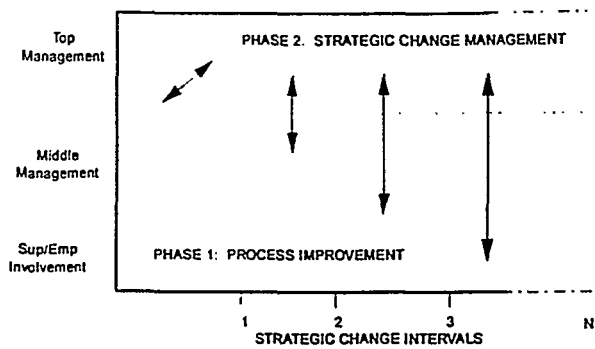 Top
Management
PHASE 2. STRATEGIC CHANGE MANAGEMENT
Middle
Management
Sup/Emp
Involvement
PHASE 1: PROCESS IMPROVEMENT
1 2 3 N
STRATEGIC CHANGE INTERVALS